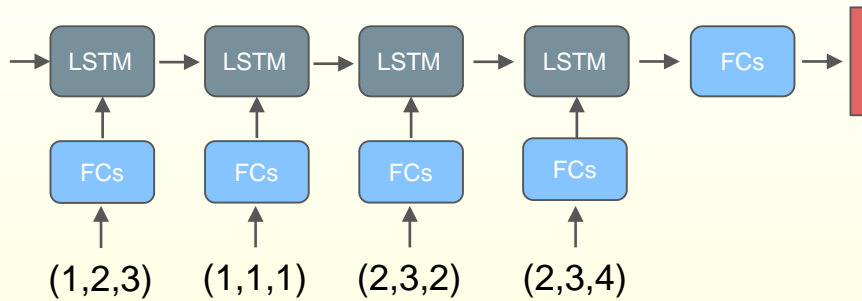 LSTM LSTM LSTM LSTM FCs
FCs FCs FCs FCs
(1,2,3) (1,1,1) (2,3,2) (2,3,4)